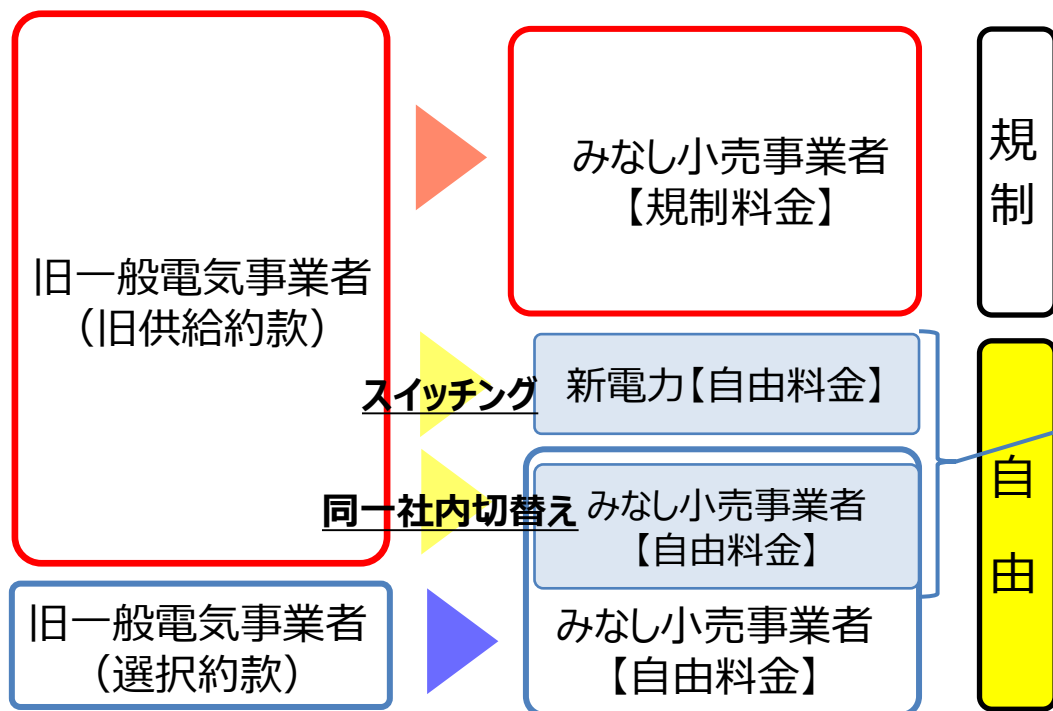 旧一般電気事業者
（旧供給約款）
みなし小売事業者
【規制料金】
規
制
スイッチング
新電力【自由料金】
同一社内切替え
みなし小売事業者
【自由料金】
自
由
旧一般電気事業者
（選択約款）
みなし小売事業者
【自由料金】